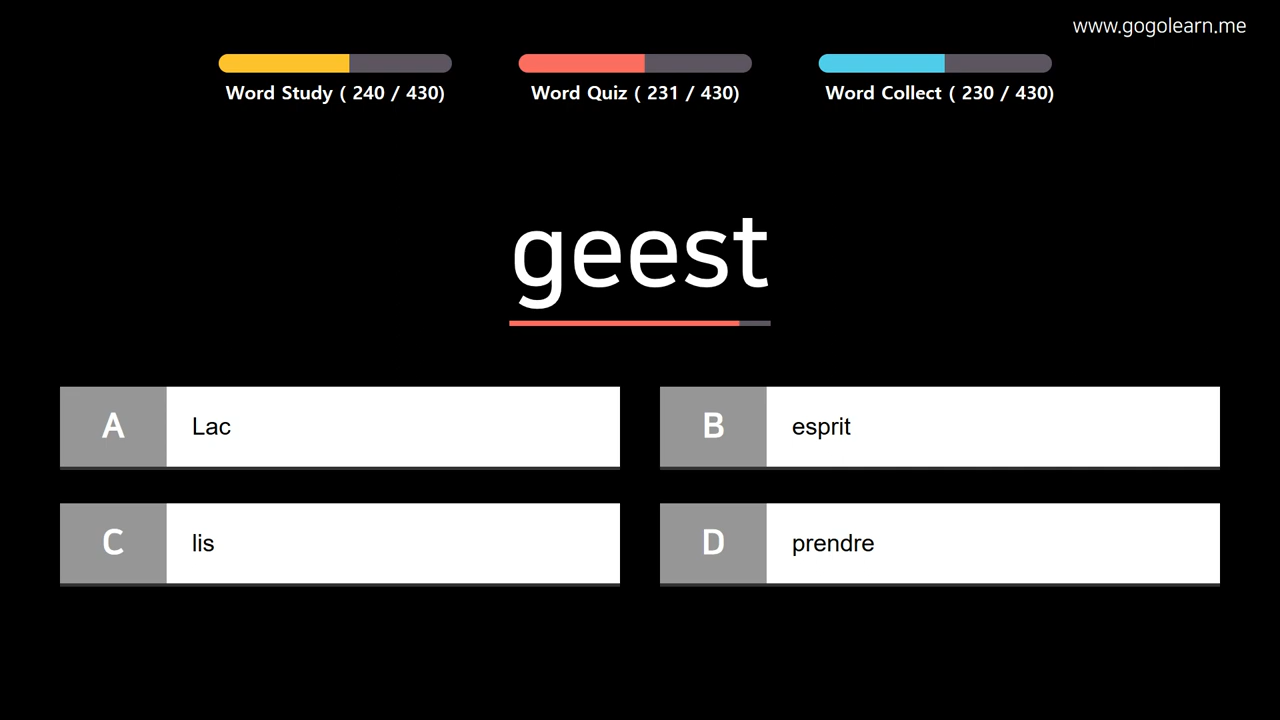 www.gogolearn.me
Word Study ( 240 / 430)
Word Quiz ( 231 / 430)
Word Collect ( 230 / 430)
geest
A Lac
B esprit
C lis
D prendre